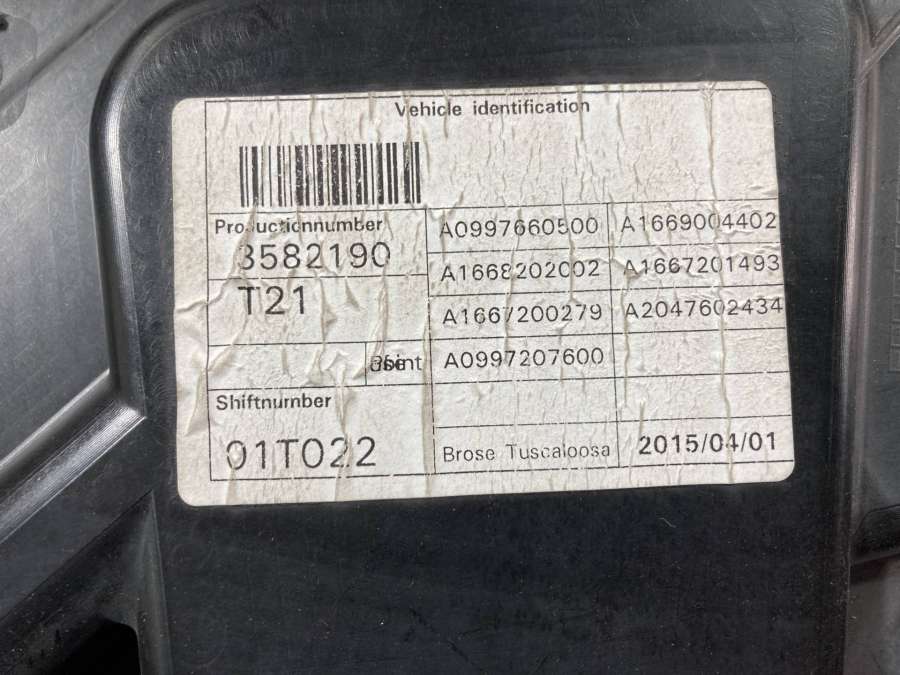 Vehicle identification
Productionnumber
3582190
T21
Shiftnumber
01T022
A0997660500 A1669004402
A1668202002 A1667201493
A1667200279 A2047602434
A0997207600
Brose Tuscaloosa 2015/04/01